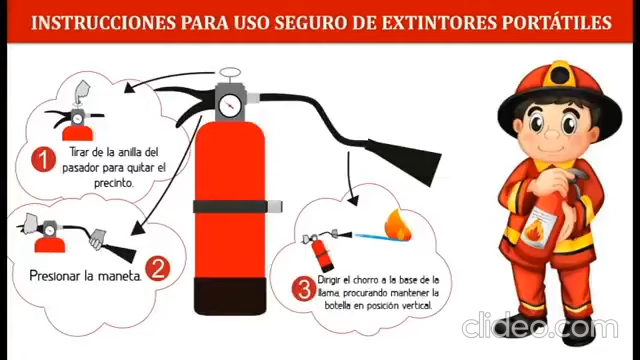 INSTRUCCIONES PARA USO SEGURO DE EXTINTORES PORTÁTILES
1
Tirar de la anilla del
pasador para quitar el
precinto.
Presionar la maneta.
2
3
Dirigir el chorro a la base de la
llama, procurando mantener la
botella en posición vertical.
clideo.com